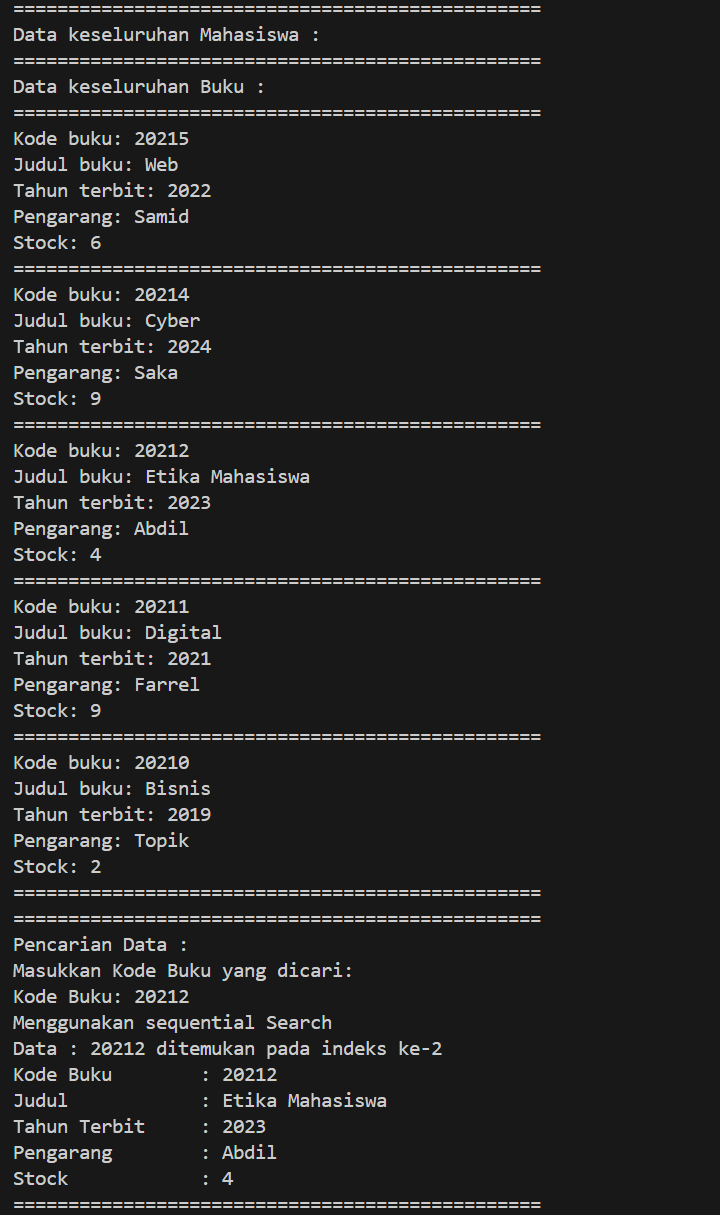 ================================================
Data keseluruhan Mahasiswa :
================================================
Data keseluruhan Buku :
================================================
Kode buku: 20215
Judul buku: Web
Tahun terbit: 2022
Pengarang: Samid
Stock: 6
================================================
Kode buku: 20214
Judul buku: Cyber
Tahun terbit: 2024
Pengarang: Saka
Stock: 9
================================================
Kode buku: 20212
Judul buku: Etika Mahasiswa
Tahun terbit: 2023
Pengarang: Abdil
Stock: 4
================================================
Kode buku: 20211
Judul buku: Digital
Tahun terbit: 2021
Pengarang: Farrel
Stock: 9
================================================
Kode buku: 20210
Judul buku: Bisnis
Tahun terbit: 2019
Pengarang: Topik
Stock: 2
================================================
================================================
Pencarian Data :
Masukkan Kode Buku yang dicari:
Kode Buku: 20212
Menggunakan sequential Search
Data : 20212 ditemukan pada indeks ke-2
Kode Buku        : 20212
Judul            : Etika Mahasiswa
Tahun Terbit     : 2023
Pengarang        : Abdil
Stock            : 4
================================================